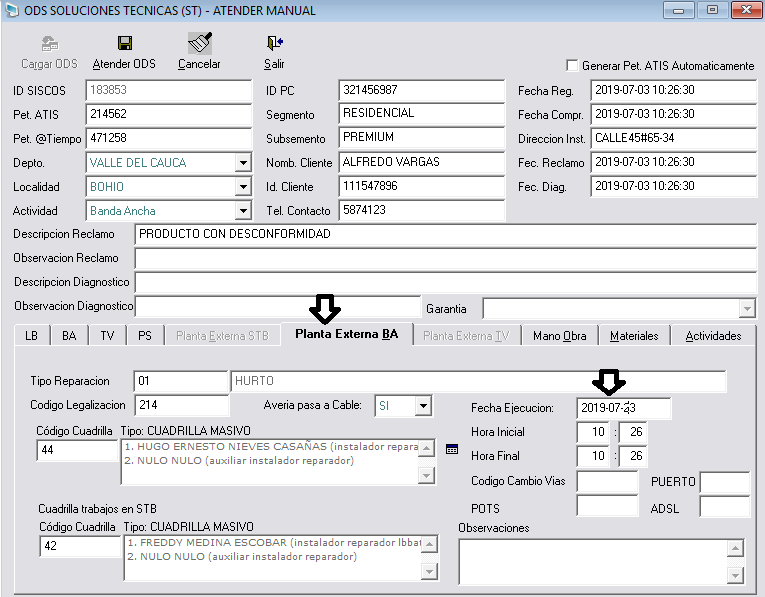 ODS SOLUCIONES TECNICAS (ST) - ATENDER MANUAL
Cargar ODS Atender ODS Cancelar Salir
Generar Pet. ATIS Automaticamente
ID SISCOS 183853 ID PC 321456987 Fecha Reg. 2019-07-03 10:26:30
Pet. ATIS 214562 Segmento RESIDENCIAL Fecha Compr. 2019-07-03 10:26:30
Pet. @Tiempo 471258 Subsemento PREMIUM Direccion Inst. CALLE45#65-34
Depto. VALLE DEL CAUCA Nomb. Cliente ALFREDO VARGAS Fec. Reclamo 2019-07-03 10:26:30
Localidad BOHIO Id. Cliente 111547896 Fec. Diag. 2019-07-03 10:26:30
Actividad Banda Ancha Tel. Contacto 5874123
Descripcion Reclamo PRODUCTO CON DESCONFORMIDAD
Observacion Reclamo
Descripcion Diagnostico
Observacion Diagnostico Garantia
LB BA TV PS Planta Externa STB Planta Externa BA Planta Externa TV Mano Obra Materiales Actividades
Tipo Reparacion 01 HURTO
Codigo Legalizacion 214 Averia pasa a Cable: SI Fecha Ejecucion: 2019-07-23
Código Cuadrilla Tipo: CUADRILLA MASIVO Hora Inicial 10 : 26
44 1. HUGO ERNESTO NIEVES CASAÑAS (instalador repara
2. NULO NULO (auxiliar instalador reparador) Hora Final 10 : 26
Codigo Cambio Vias PUERTO
Cuadrilla trabajos en STB POTS ADSL
Código Cuadrilla Tipo: CUADRILLA MASIVO Observaciones
42 1. FREDDY MEDINA ESCOBAR (instalador reparador lbbat
2. NULO NULO (auxiliar instalador reparador)